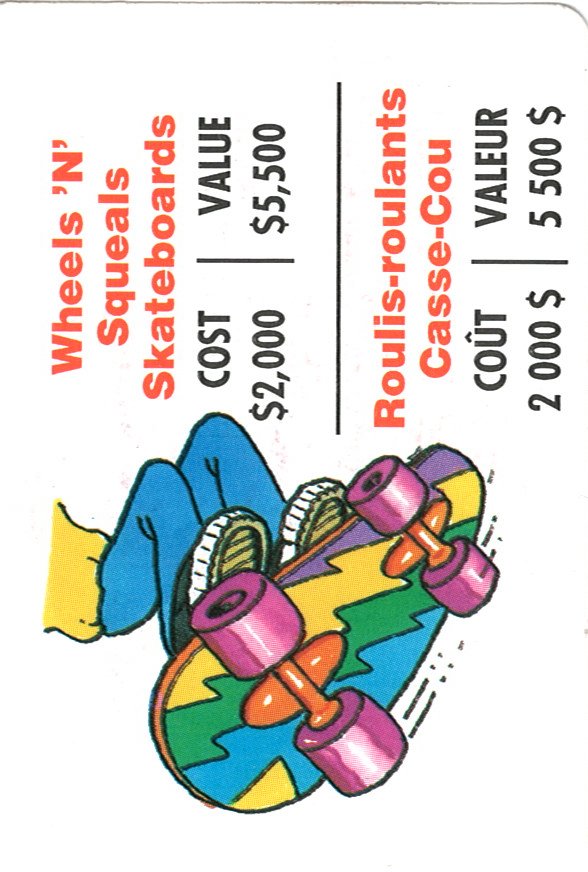 Wheels 'N'
Squeals
Skateboards
COST VALUE
$2,000 $5,500
Roulis-roulants
Casse-Cou
COÛT VALEUR
2 000 $ 5 500 $